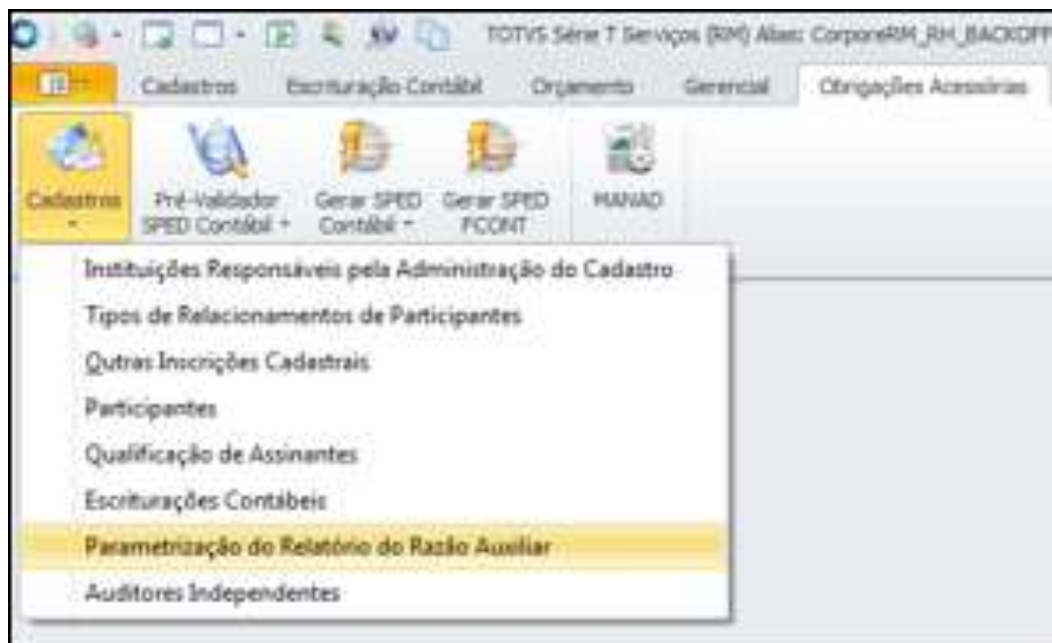 TOTVS Série T Serviços (RM) Alias: CorporeRM_RH_BACKOFF
Cadastros Escrituração Contábil Orçamento Gerencial Obrigações Acessórias
Cadastros
Pré-Validador
SPED Contábil
Gerar SPED
Contábil
Gerar SPED
FCONT
MANAD
Instituições Responsáveis pela Administração do Cadastro
Tipos de Relacionamentos de Participantes
Outras Inscrições Cadastrais
Participantes
Qualificação de Assinantes
Escriturações Contábeis
Parametrização do Relatório do Razão Auxiliar
Auditores Independentes